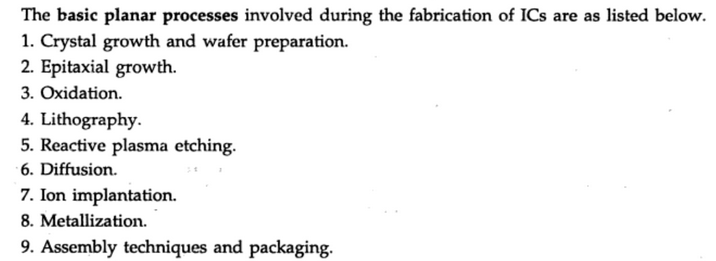 The basic planar processes involved during the fabrication of ICs are as listed below.
1. Crystal growth and wafer preparation.
2. Epitaxial growth.
3. Oxidation.
4. Lithography.
5. Reactive plasma etching.
6. Diffusion.
7. Ion implantation.
8. Metallization.
9. Assembly techniques and packaging.